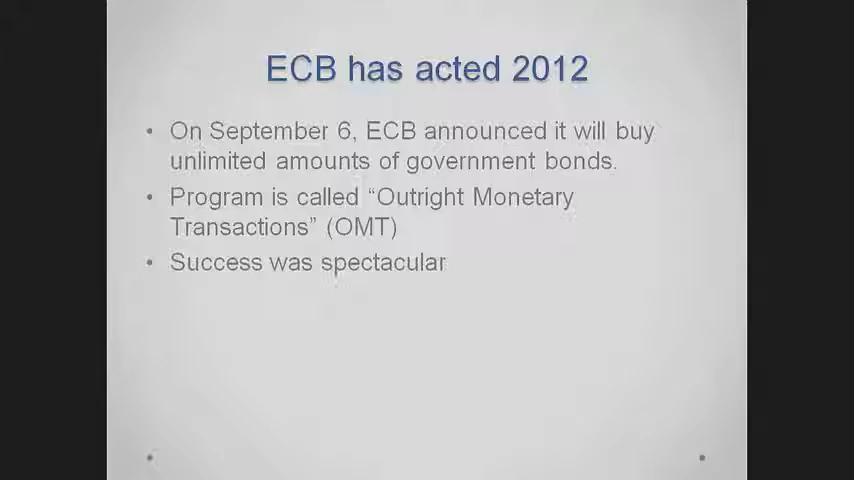 ECB has acted 2012
• On September 6, ECB announced it will buy
unlimited amounts of government bonds.
• Program is called “Outright Monetary
Transactions” (OMT)
• Success was spectacular